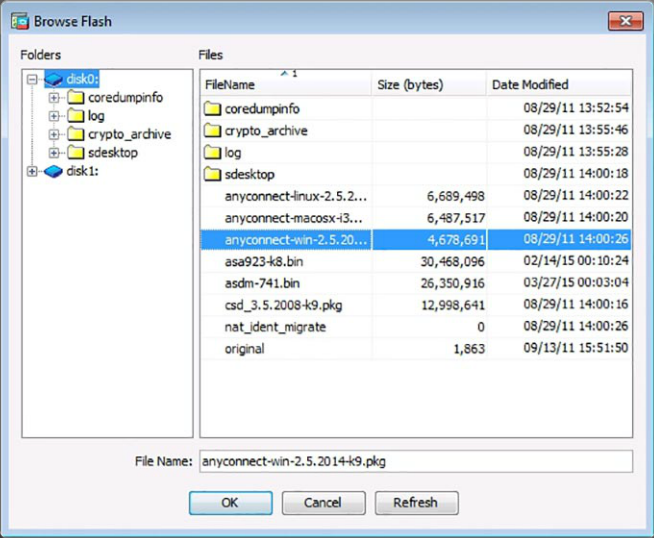 Browse Flash
Folders
Files
disk0:
coredumpinfo
log
crypto_archive
sdesktop
disk1:
FileName 1 Size (bytes) Date Modified
coredumpinfo 08/29/11 13:52:54
crypto_archive 08/29/11 13:55:46
log 08/29/11 13:55:28
sdesktop 08/29/11 14:00:18
anyconnect-linux-2.5.2... 6,689,498 08/29/11 14:00:22
anyconnect-macosx-i3... 6,487,517 08/29/11 14:00:20
anyconnect-win-2.5.20... 4,678,691 08/29/11 14:00:26
asa923-k8.bin 30,468,096 02/14/15 00:10:24
asdm-741.bin 26,350,916 03/27/15 00:03:04
csd_3.5.2008-k9.pkg 12,998,641 08/29/11 14:00:16
nat_ident_migrate 0 08/29/11 14:00:26
original 1,863 09/13/11 15:51:50
File Name: anyconnect-win-2.5.2014-k9.pkg
OK Cancel Refresh